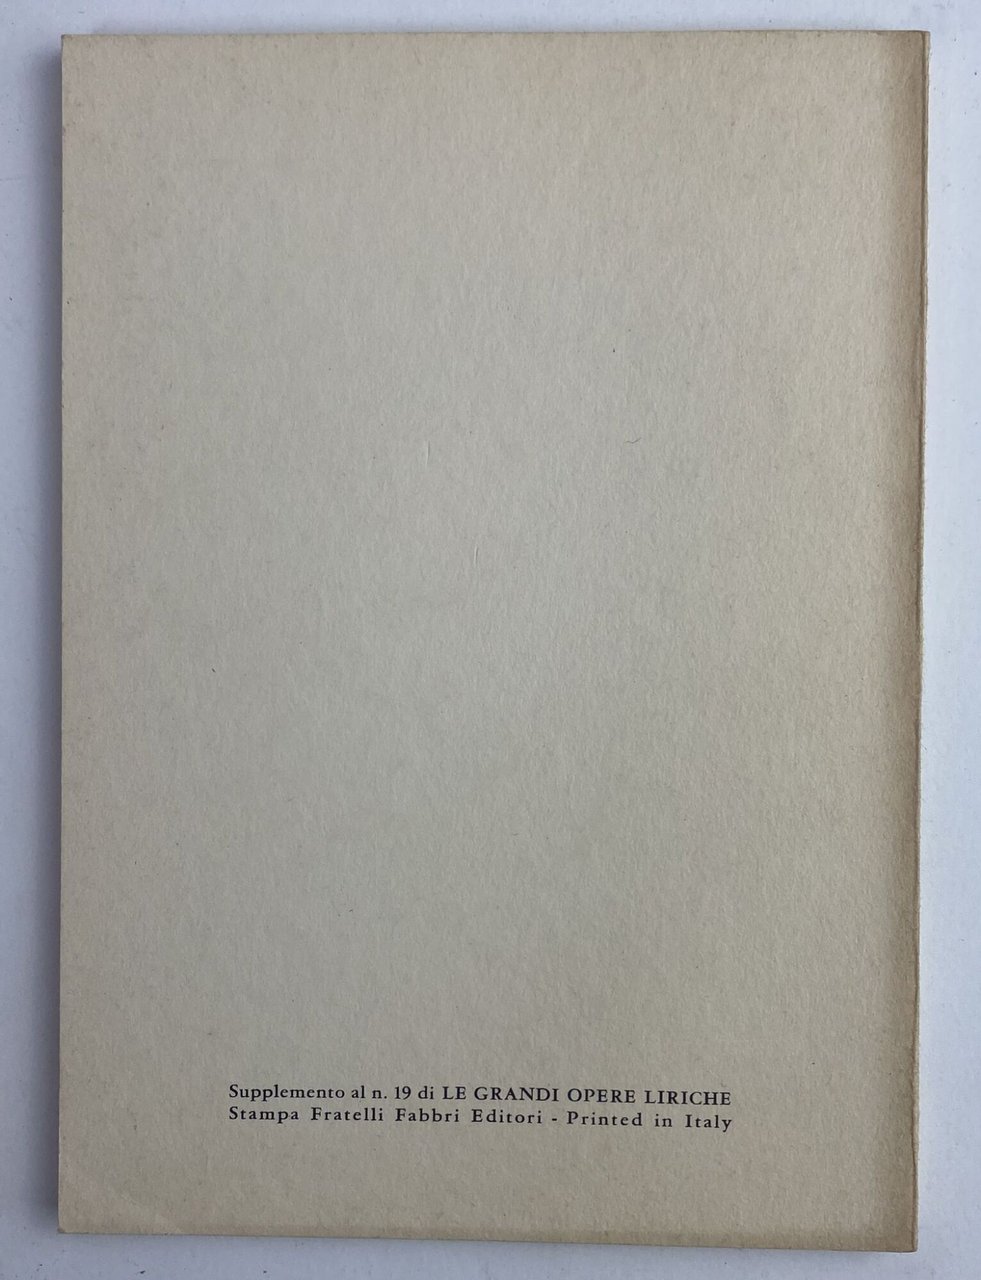 Supplemento al n. 19 di LE GRANDI OPERE LIRICHE
Stampa Fratelli Fabbri Editori - Printed in Italy